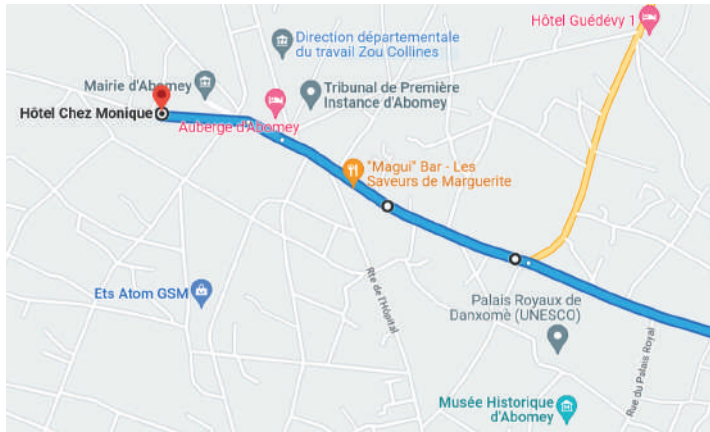 Hôtel Guédévy 1
Direction départementale
du travail Zou Collines
Mairie d'Abomey
Tribunal de Première
Instance d'Abomey
Hôtel Chez Monique
Auberge d'Abomey
"Magui" Bar - Les
Saveurs de Marguerite
Ets Atom GSM
Rte de l'Hôpital
Palais Royaux de
Danxomè (UNESCO)
Rue du Palais Royal
Musée Historique
d'Abomey